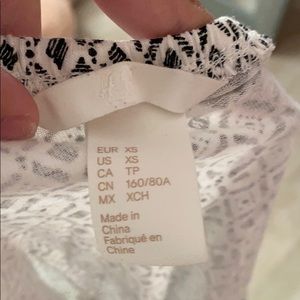 EUR XS
US XS
CA TP
CN 160/80A
MX XCH
Made in
China
Fabriqué en
Chine